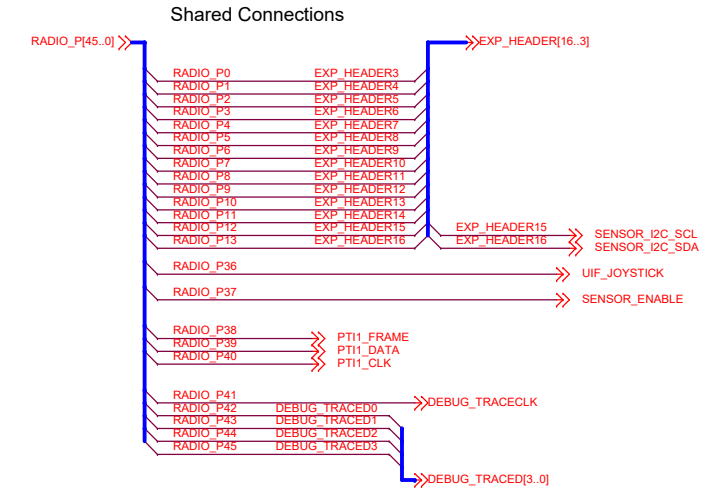 Shared Connections
RADIO_P[45..0] EXP_HEADER[16..3]
RADIO_P0 EXP_HEADER3
RADIO_P1 EXP_HEADER4
RADIO_P2 EXP_HEADER5
RADIO_P3 EXP_HEADER6
RADIO_P4 EXP_HEADER7
RADIO_P5 EXP_HEADER8
RADIO_P6 EXP_HEADER9
RADIO_P7 EXP_HEADER10
RADIO_P8 EXP_HEADER11
RADIO_P9 EXP_HEADER12
RADIO_P10 EXP_HEADER13
RADIO_P11 EXP_HEADER14
RADIO_P12 EXP_HEADER15 EXP_HEADER15 SENSOR_I2C_SCL
RADIO_P13 EXP_HEADER16 EXP_HEADER16 SENSOR_I2C_SDA
RADIO_P36 UIF_JOYSTICK
RADIO_P37 SENSOR_ENABLE
RADIO_P38 PTI1_FRAME
RADIO_P39 PTI1_DATA
RADIO_P40 PTI1_CLK
RADIO_P41 DEBUG_TRACECLK
RADIO_P42 DEBUG_TRACED0
RADIO_P43 DEBUG_TRACED1
RADIO_P44 DEBUG_TRACED2
RADIO_P45 DEBUG_TRACED3
DEBUG_TRACED[3..0]